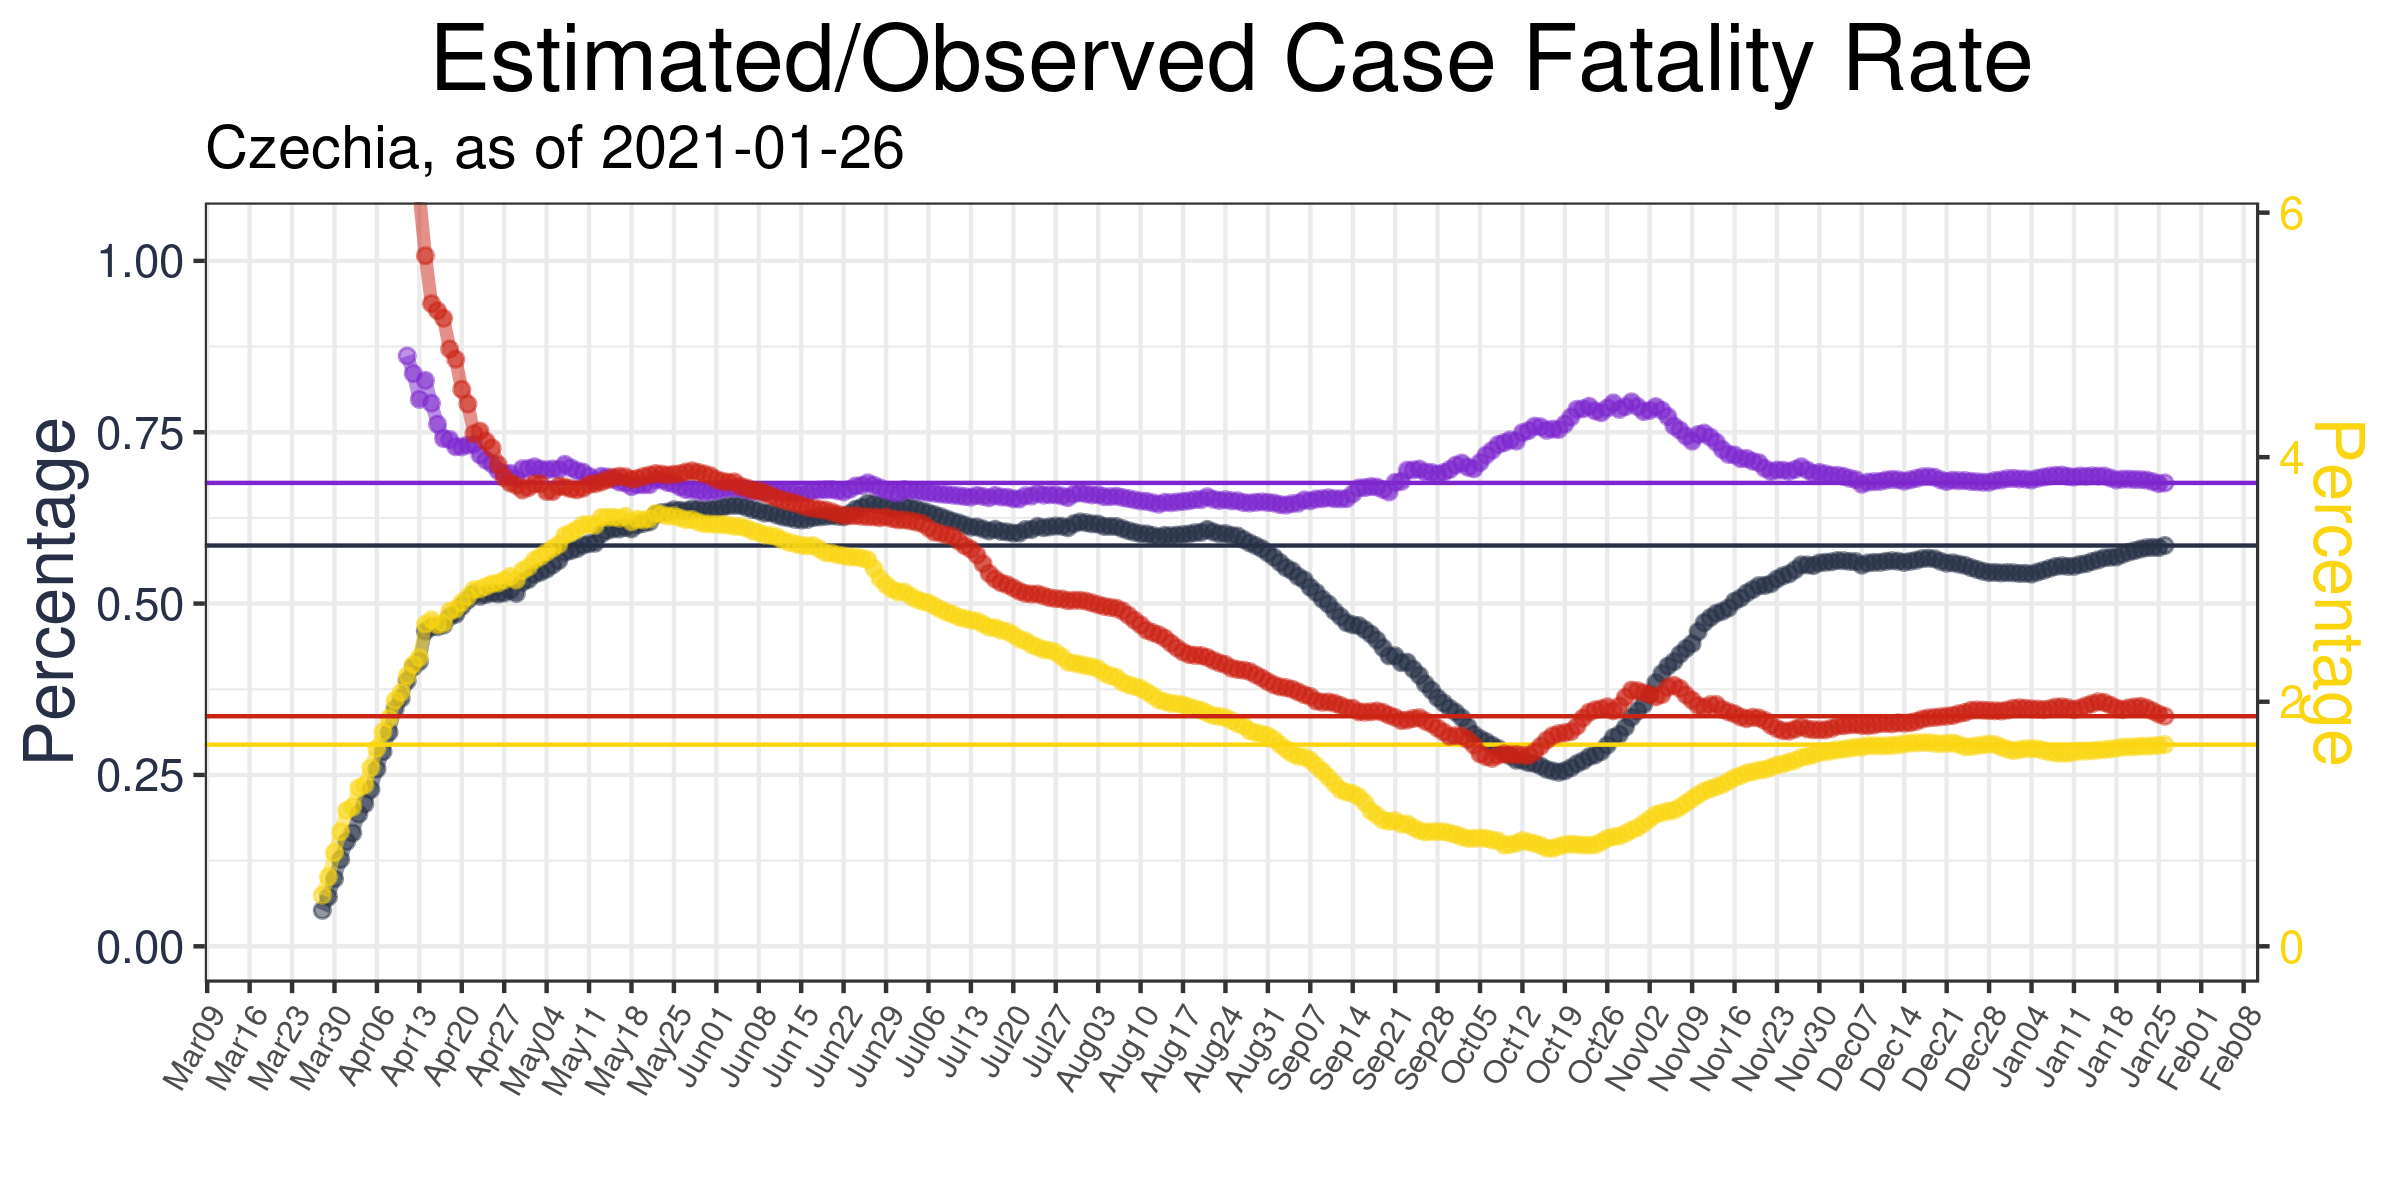 Estimated/Observed Case Fatality Rate
Czechia, as of 2021-01-26
Percentage
1.00
0.75
0.50
0.25
0.00
6
4
2
0
Percentage
Mar09
Mar16
Mar23
Mar30
Apr06
Apr13
Apr20
Apr27
May04
May11
May18
May25
Jun01
Jun08
Jun15
Jun22
Jun29
Jul06
Jul13
Jul20
Jul27
Aug03
Aug10
Aug17
Aug24
Aug31
Sep07
Sep14
Sep21
Sep28
Oct05
Oct12
Oct19
Oct26
Nov02
Nov09
Nov16
Nov23
Nov30
Dec07
Dec14
Dec21
Dec28
Jan04
Jan11
Jan18
Jan25
Feb01
Feb08